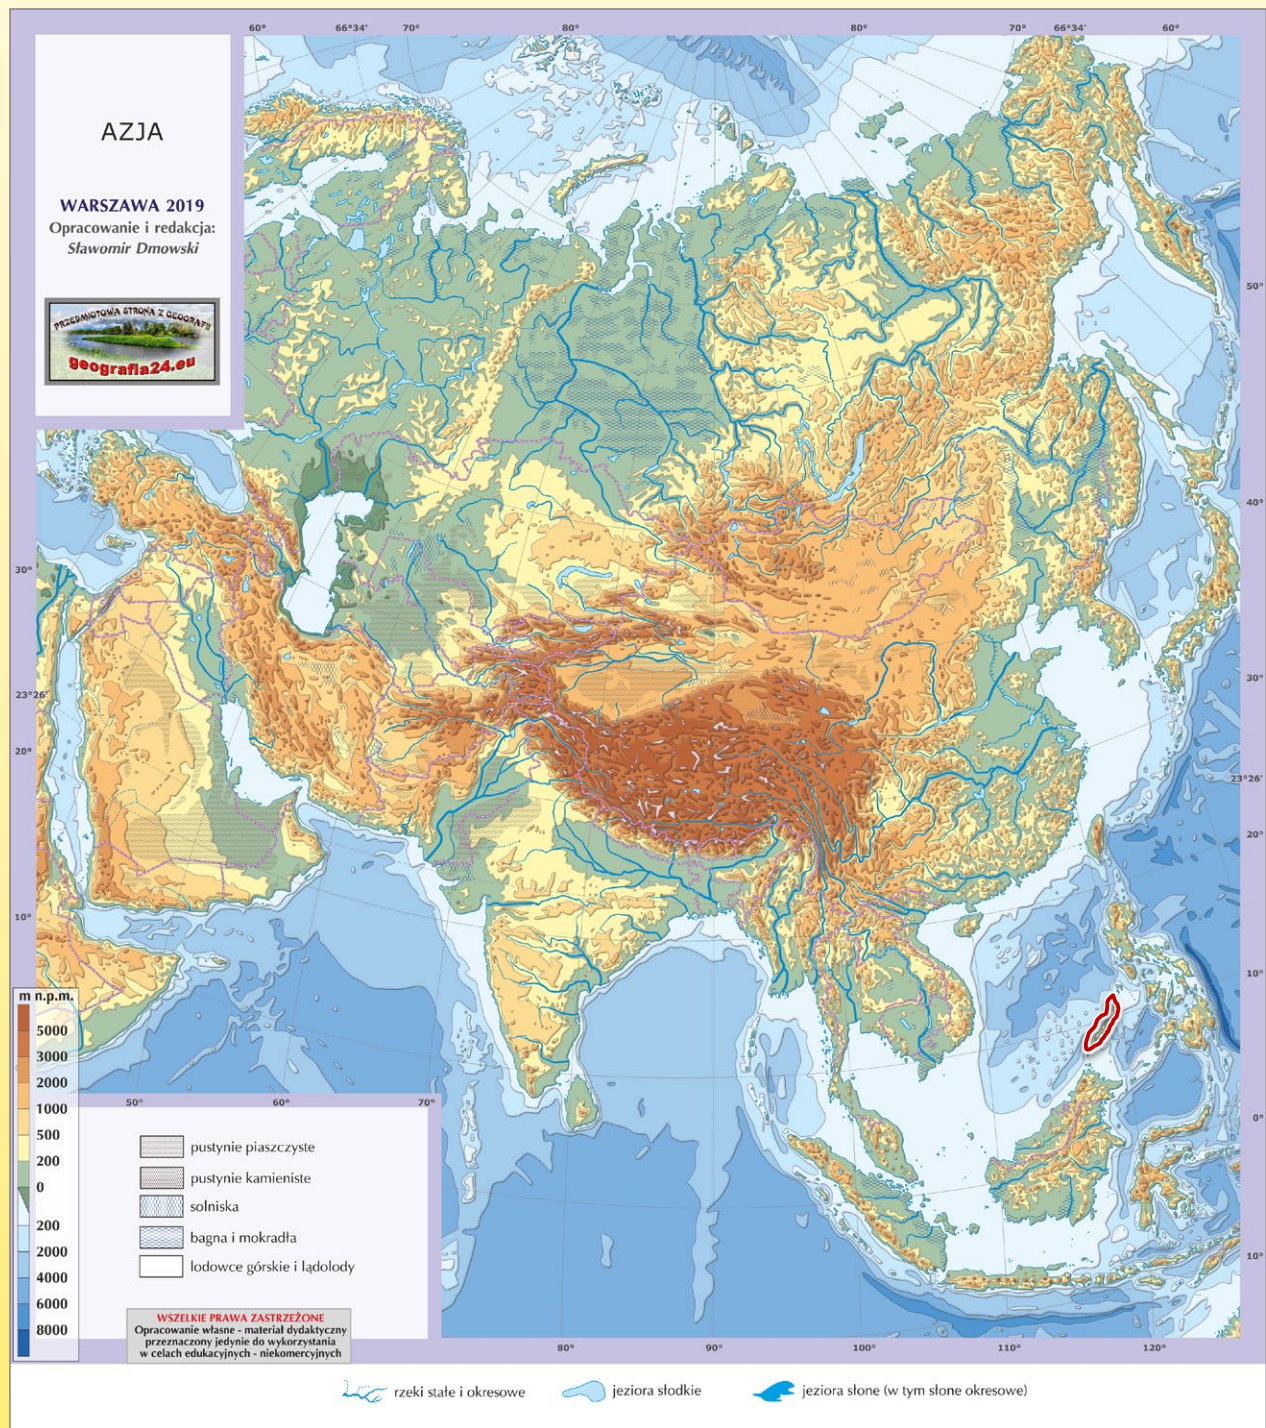 60° 66°34' 70° 80° 80° 70° 66°34' 60°
AZJA
WARSZAWA 2019
Opracowanie i redakcja:
Sławomir Dmowski
PRZEDMIOTOWA STRONA Z GEOGRAFII
geografia24.eu
50°
40°
30°
30°
23°26'
20°
23°26'
20°
10°
10°
0°
10°
m n.p.m.
5000
3000
2000
1000
500
200
0
200
2000
4000
6000
8000
50° 60° 70°
pustynie piaszczyste
pustynie kamieniste
solniska
bagna i mokradła
lodowce górskie i lądolody
WSZELKIE PRAWA ZASTRZEŻONE
Opracowanie własne - materiał dydaktyczny
przeznaczony jedynie do wykorzystania
w celach edukacyjnych - niekomercyjnych
80° 90° 100° 110° 120°
rzeki stałe i okresowe jeziora słodkie jeziora słone (w tym słone okresowe)